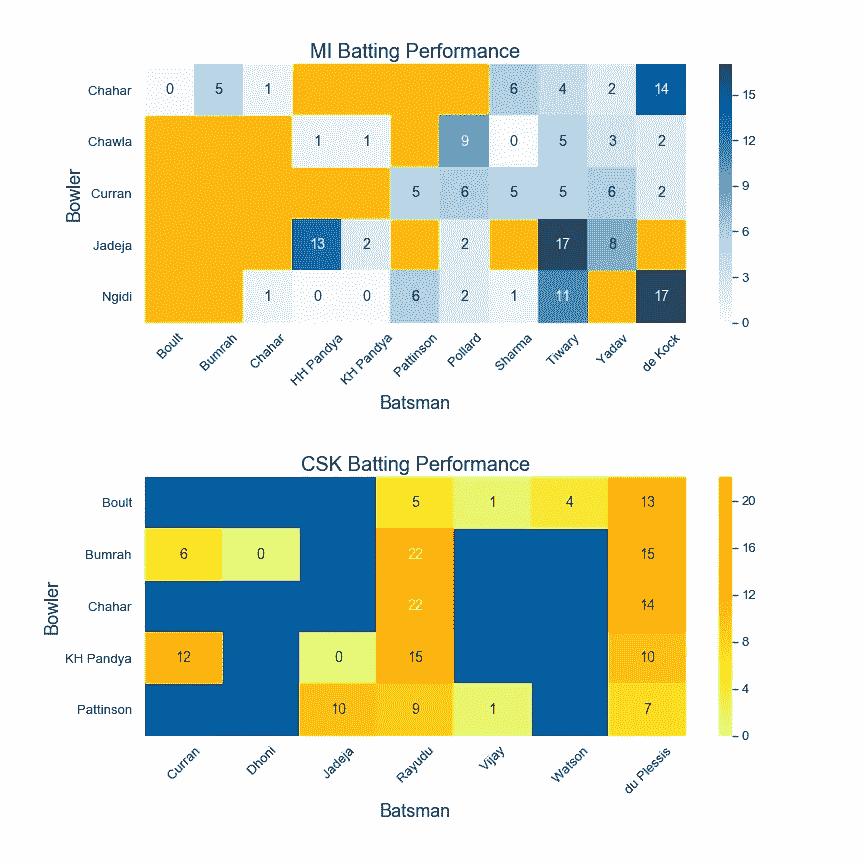 MI Batting Performance
Bowler
Chahar 0 5 1 6 4 2 14
Chawla 1 1 9 0 5 3 2
Curran 5 6 5 5 6 2
Jadeja 13 2 2 17 8
Ngidi 1 0 0 6 2 1 11 17
15
12
9
6
3
0
Boult Bumrah Chahar HH Pandya KH Pandya Pattinson Pollard Sharma Tiwary Yadav de Kock
Batsman
CSK Batting Performance
Bowler
Boult 5 1 4 13
Bumrah 6 0 22 15
Chahar 22 14
KH Pandya 12 0 15 10
Pattinson 10 9 1 7
20
16
12
8
4
0
Curran Dhoni Jadeja Rayudu Vijay Watson du Plessis
Batsman